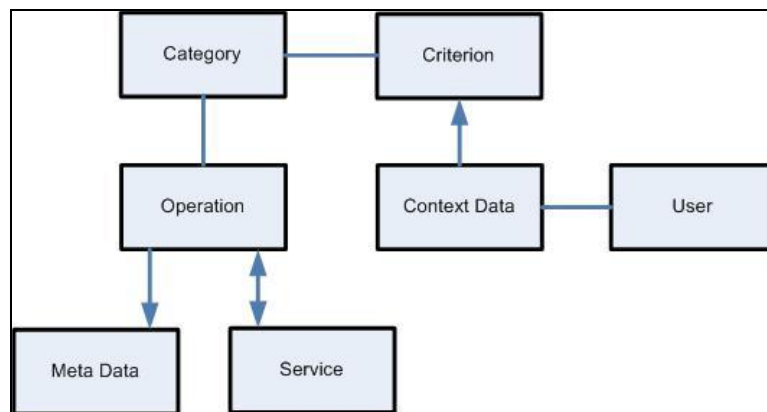 Category
Criterion
Operation
Context Data
User
Meta Data
Service